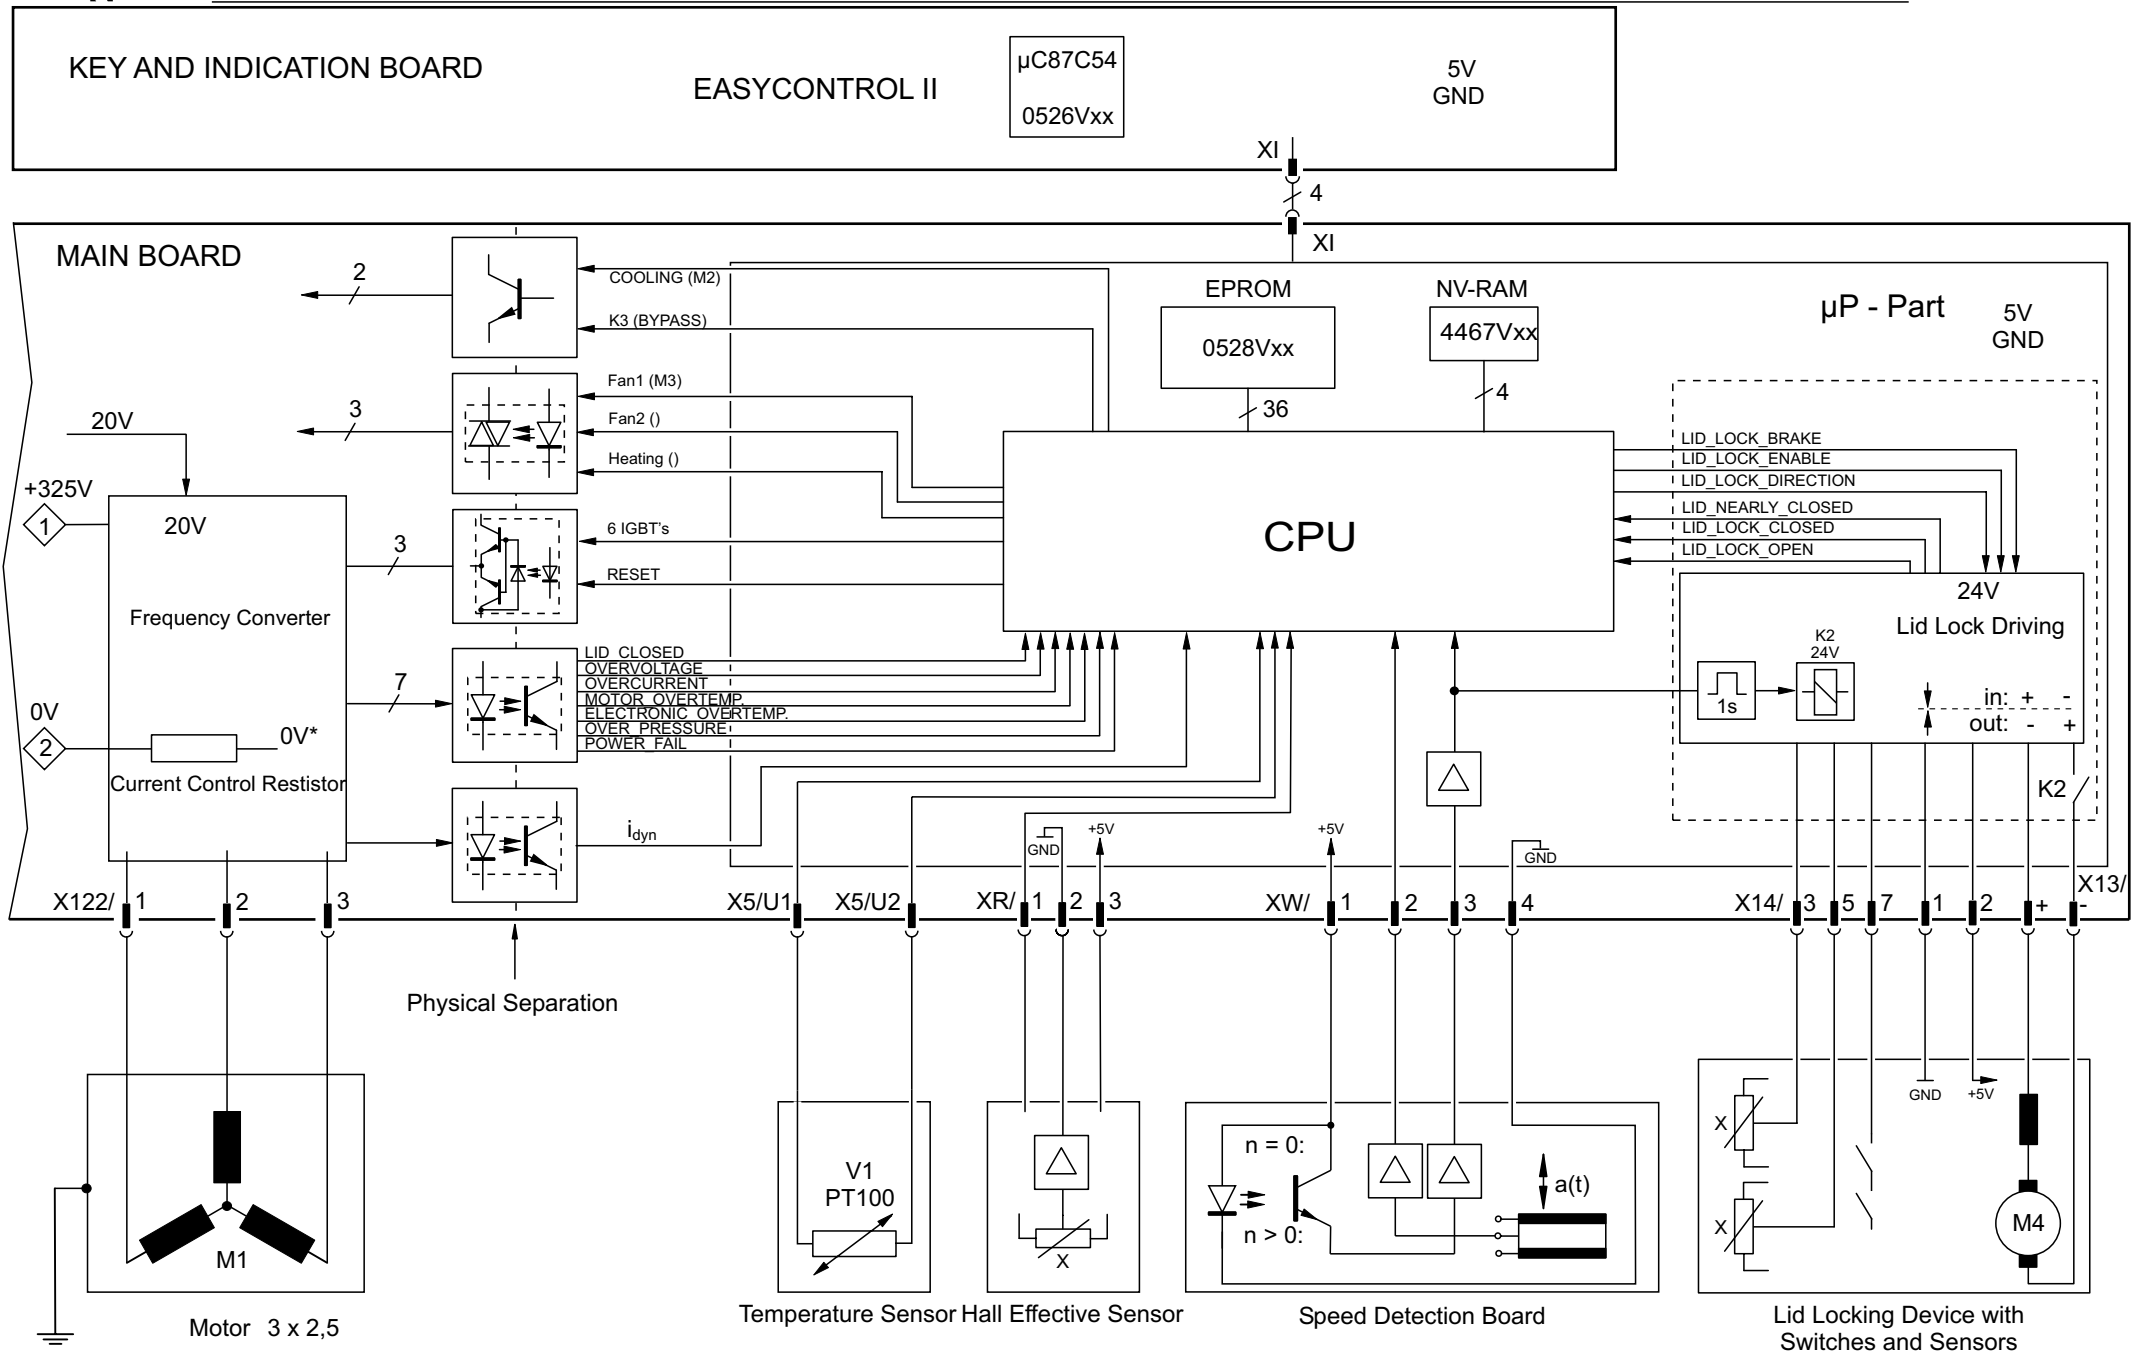 KEY AND INDICATION BOARD
EASYCONTROL II
µC87C54
0526Vxx
5V
GND
XI
4
XI
MAIN BOARD
2
COOLING (M2)
K3 (BYPASS)
EPROM
0528Vxx
36
NV-RAM
4467Vxx
4
µP - Part
5V
GND
3
Fan1 (M3)
Fan2 ()
Heating ()
20V
+325V
1
20V
3
6 IGBT's
RESET
CPU
LID_LOCK_BRAKE
LID_LOCK_ENABLE
LID_LOCK_DIRECTION
LID_NEARLY_CLOSED
LID_LOCK_CLOSED
LID_LOCK_OPEN
Frequency Converter
24V
Lid Lock Driving
K2
24V
1s
in: + -
out: - +
K2
7
LID_CLOSED
OVERVOLTAGE
OVERCURRENT
MOTOR_OVERTEMP.
ELECTRONIC_OVERTEMP.
OVER_PRESSURE
POWER_FAIL
0V
2
0V*
Current Control Restistor
idyn
GND
+5V
+5V
GND
X122/ 1 2 3
X5/U1 X5/U2
XR/ 1 2 3
XW/ 1 2 3 4
X14/ 3 5 7 1 2 + -
X13/
Physical Separation
GND
+5V
X
X
M4
V1
PT100
X
n = 0:
n > 0:
a(t)
M1
Motor 3 x 2,5
Temperature Sensor
Hall Effective Sensor
Speed Detection Board
Lid Locking Device with
Switches and Sensors